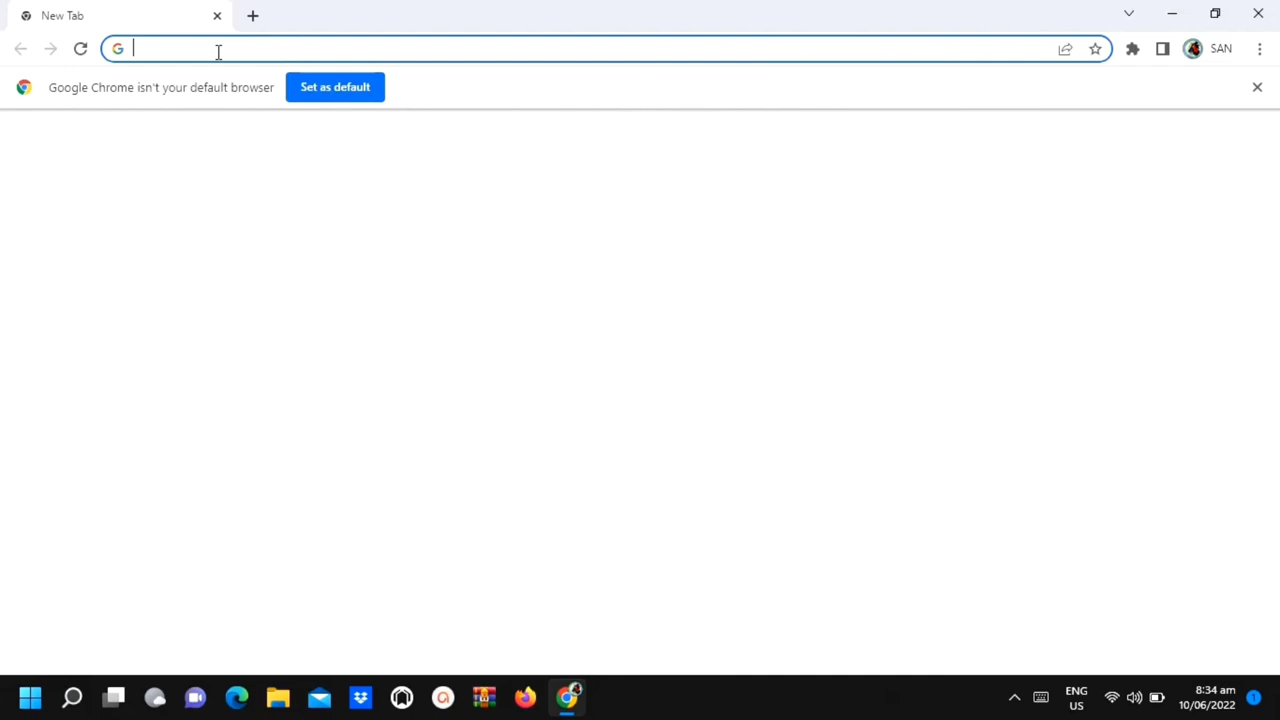 New Tab
SAN
Google Chrome isn't your default browser
Set as default
ENG
US
8:34 am
10/06/2022
1